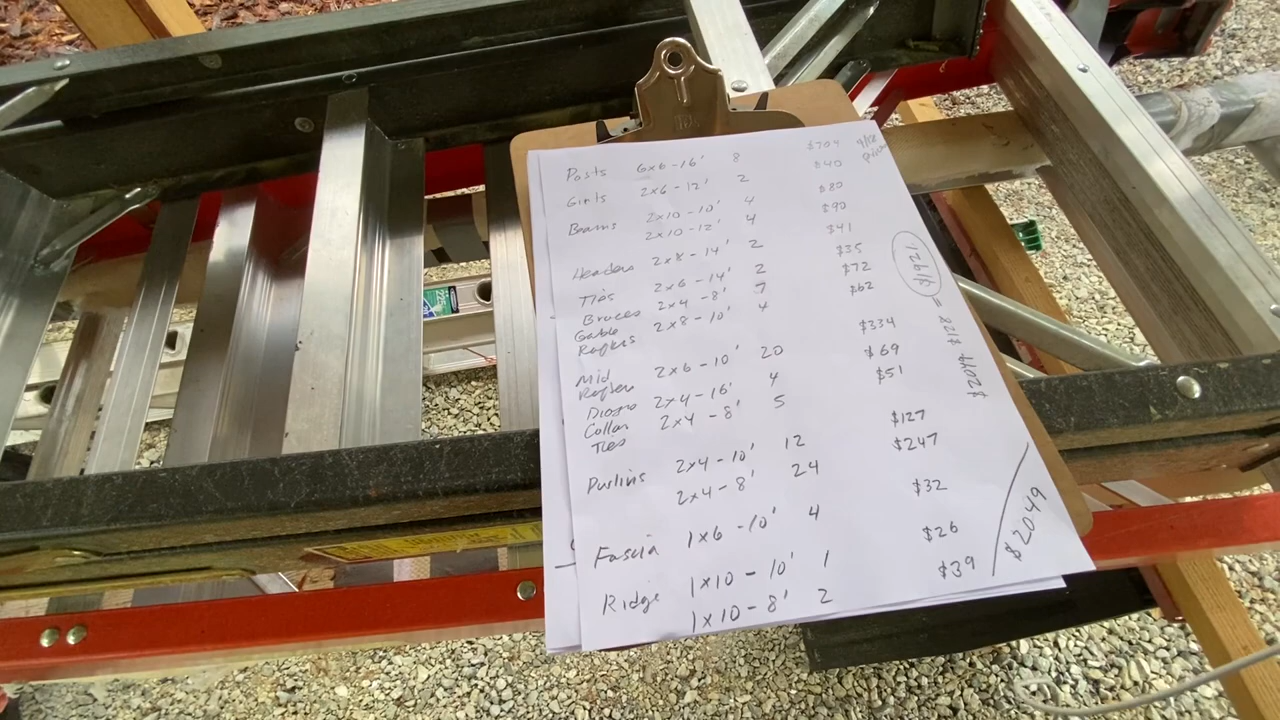 Posts 6x6-16' 8 $704
Girts 2x6-12' 2 $40
Beams 2x10-10' 4 $80
2x10-12' 4 $90
Headers 2x8-14' 2 $41
Ties 2x6-14' 2 $35
Braces 2x4-8' 7 $72
Gable Rafters 2x8-10' 4 $62
Mid Rafters 2x6-10' 20 $334
Diagno 2x4-16' 4 $69
Collar Ties 2x4-8' 5 $51
Purlins 2x4-10' 12 $127
2x4-8' 24 $247
Fascia 1x6-10' 4 $32
Ridge 1x10-10' 1 $26
1x10-8' 2 $39
$2049
225